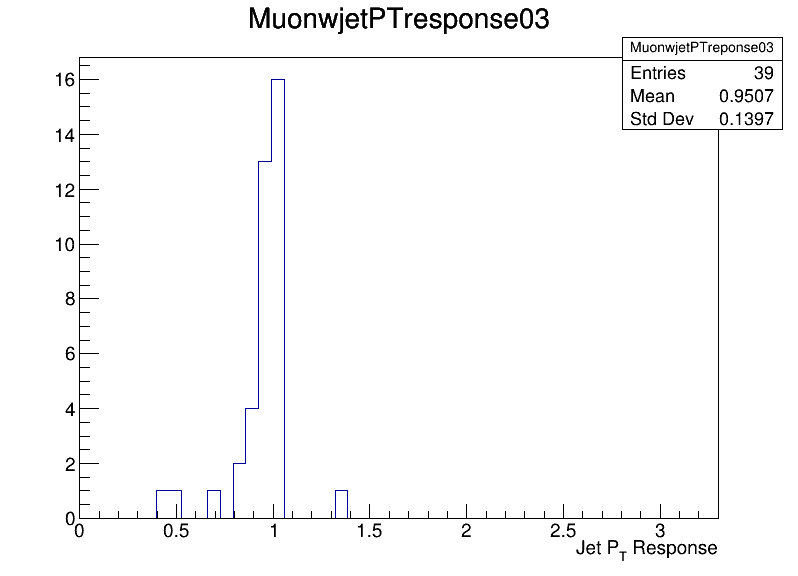 MuonwjetPTresponse03
MuonwjetPTreponse03
Entries 39
Mean 0.9507
Std Dev 0.1397
16
14
12
10
8
6
4
2
0
0 0.5 1 1.5 2 2.5 3
Jet PT Response